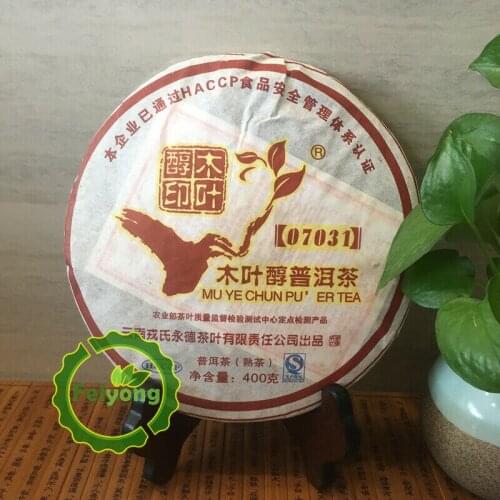 本企业已通过HACCP食品安全管理体系认证
木叶
醇印
®
【07031】
木叶醇普洱茶
MU YE CHUN PU'ER TEA
农业部茶叶质量监督检验测试中心定点检测产品
云南戎氏永德茶叶有限责任公司出品
普洱茶（熟茶）
净含量：400克
Feiyong